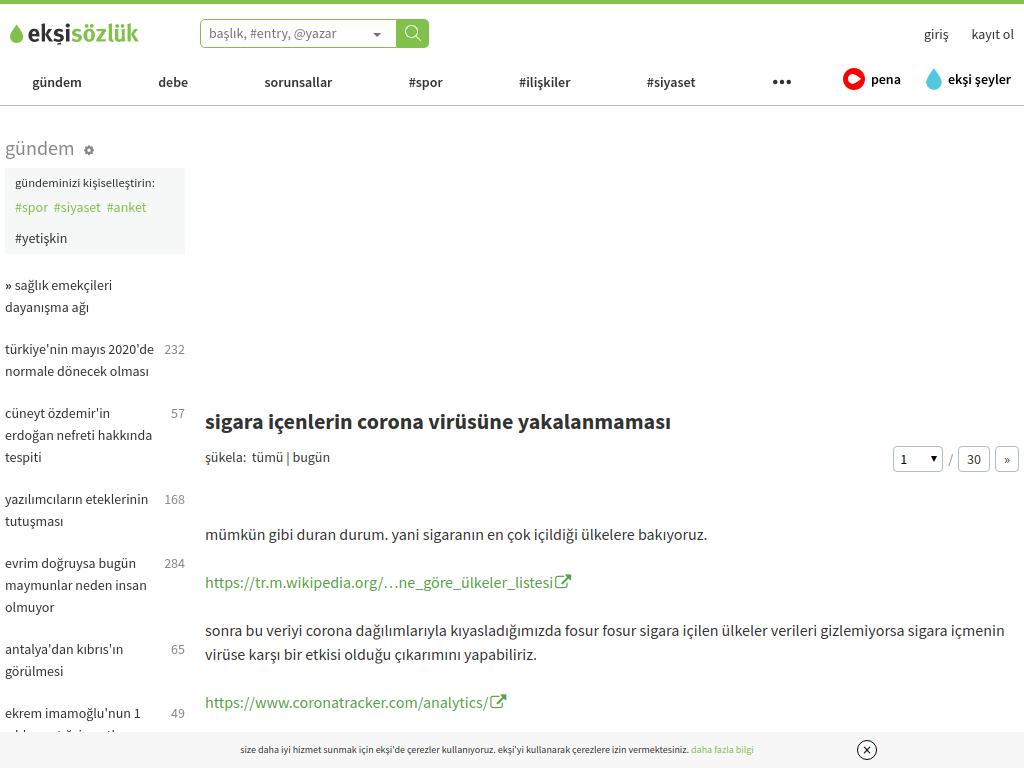 ekşisözlük
başlık, #entry, @yazar
giriş kayıt ol
gündem debe sorunsallar #spor #ilişkiler #siyaset ••• pena ekşi şeyler
gündem
gündeminizi kişiselleştirin:
#spor #siyaset #anket
#yetişkin
» sağlık emekçileri
dayanışma ağı
türkiye'nin mayıs 2020'de 232
normale dönecek olması
cüneyt özdemir'in 57
erdoğan nefreti hakkında
tespiti
yazılımcıların eteklerinin 168
tutuşması
evrim doğruysa bugün 284
maymunlar neden insan
olmuyor
antalya'dan kıbrıs'ın 65
görülmesi
ekrem imamoğlu'nun 1 49
sigara içenlerin corona virüsüne yakalanmaması
şükela: tümü | bugün
1 / 30 »
mümkün gibi duran durum. yani sigaranın en çok içildiği ülkelere bakıyoruz.
https://tr.m.wikipedia.org/…ne_göre_ülkeler_listesi
sonra bu veriyi corona dağılımlarıyla kıyasladığımızda fosur fosur sigara içilen ülkeler verileri gizlemiyorsa sigara içmenin
virüse karşı bir etkisi olduğu çıkarımını yapabiliriz.
https://www.coronatracker.com/analytics/
size daha iyi hizmet sunmak için ekşi'de çerezler kullanıyoruz. ekşi'yi kullanarak çerezlere izin vermektesiniz. daha fazla bilgi